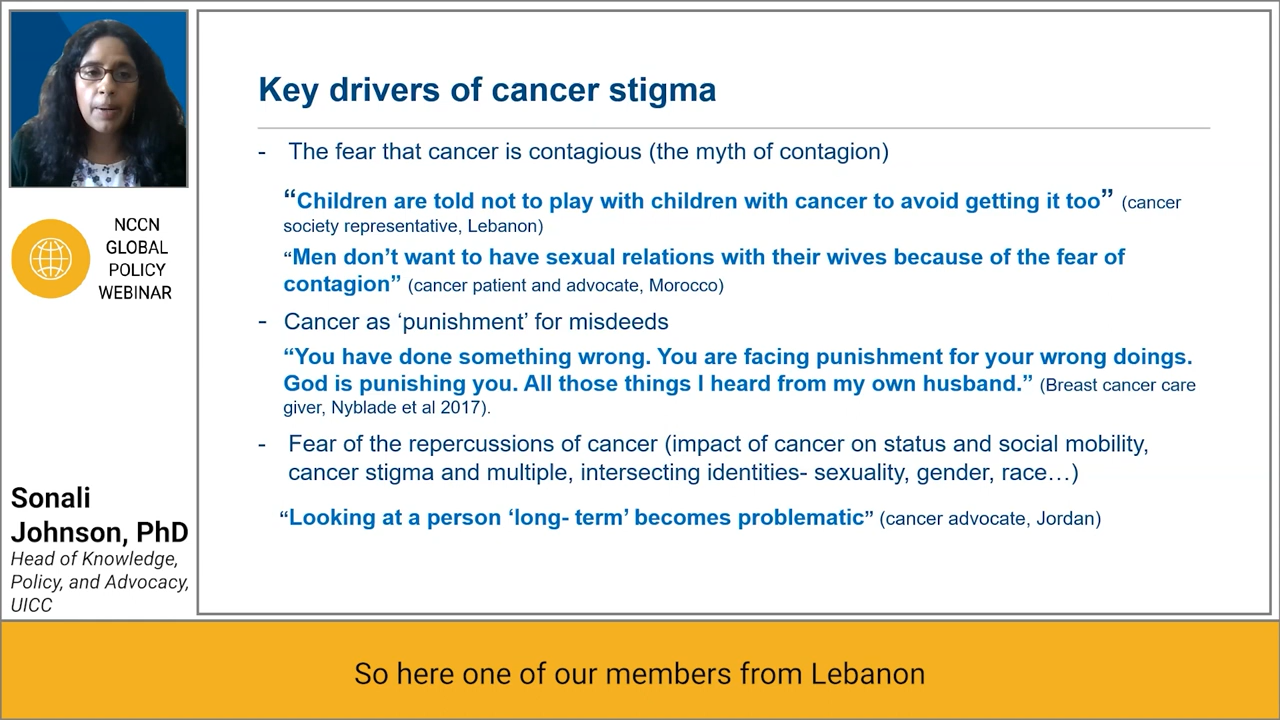 Key drivers of cancer stigma
- The fear that cancer is contagious (the myth of contagion)
“Children are told not to play with children with cancer to avoid getting it too” (cancer
society representative, Lebanon)
“Men don’t want to have sexual relations with their wives because of the fear of
contagion” (cancer patient and advocate, Morocco)
- Cancer as ‘punishment’ for misdeeds
“You have done something wrong. You are facing punishment for your wrong doings.
God is punishing you. All those things I heard from my own husband.” (Breast cancer care
giver, Nyblade et al 2017).
- Fear of the repercussions of cancer (impact of cancer on status and social mobility,
cancer stigma and multiple, intersecting identities- sexuality, gender, race…)
“Looking at a person ‘long- term’ becomes problematic” (cancer advocate, Jordan)
NCCN
GLOBAL
POLICY
WEBINAR
Sonali
Johnson, PhD
Head of Knowledge,
Policy, and Advocacy,
UICC
So here one of our members from Lebanon